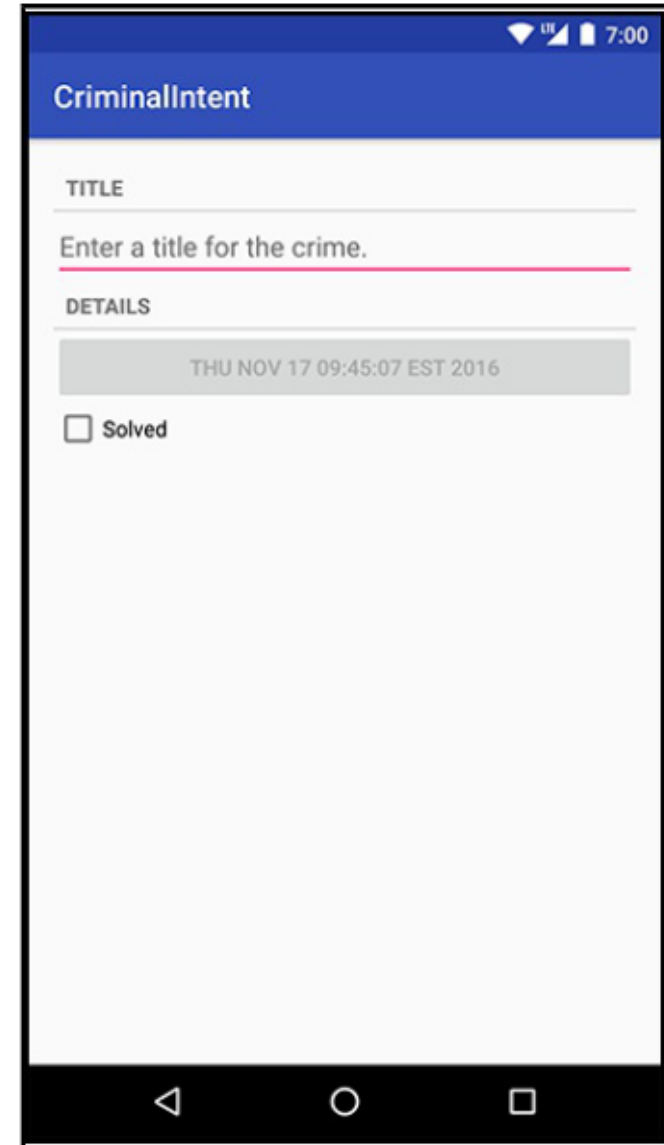 LTE 7:00
CriminalIntent
TITLE
Enter a title for the crime.
DETAILS
THU NOV 17 09:45:07 EST 2016
Solved